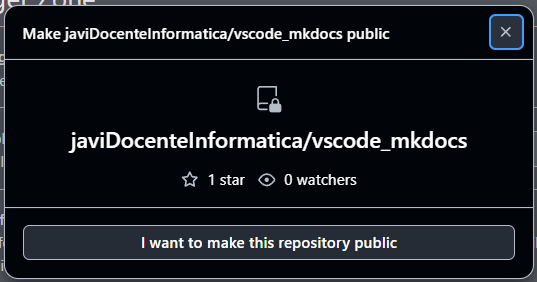 Make javiDocenteInformatica/vscode_mkdocs public
javiDocenteInformatica/vscode_mkdocs
1 star 0 watchers
I want to make this repository public